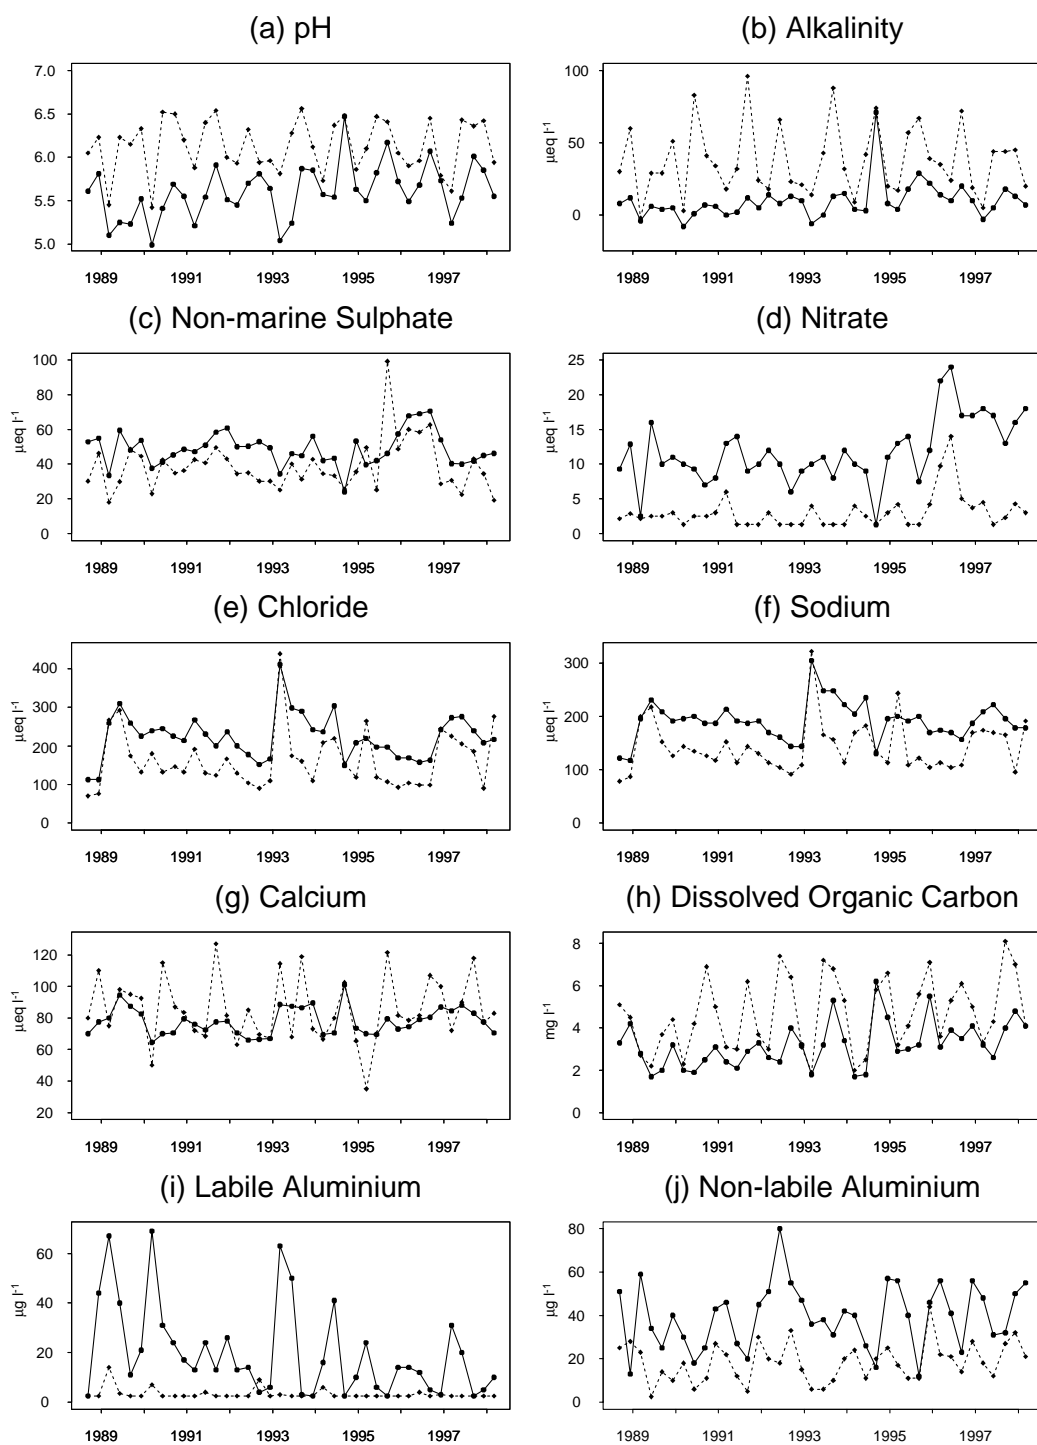 (a) pH
(b) Alkalinity
7.0
6.5
6.0
5.5
5.0
1989 1991 1993 1995 1997
µeq l-1
100
50
0
1989 1991 1993 1995 1997
(c) Non-marine Sulphate
(d) Nitrate
µeq l-1
100
80
60
40
20
0
1989 1991 1993 1995 1997
µeq l-1
25
20
15
10
5
0
1989 1991 1993 1995 1997
(e) Chloride
(f) Sodium
µeq l-1
400
300
200
100
0
1989 1991 1993 1995 1997
µeq l-1
300
200
100
0
1989 1991 1993 1995 1997
(g) Calcium
(h) Dissolved Organic Carbon
µeq l-1
120
100
80
60
40
20
1989 1991 1993 1995 1997
mg l-1
8
6
4
2
0
1989 1991 1993 1995 1997
(i) Labile Aluminium
(j) Non-labile Aluminium
µg l-1
60
40
20
0
1989 1991 1993 1995 1997
µg l-1
80
60
40
20
0
1989 1991 1993 1995 1997